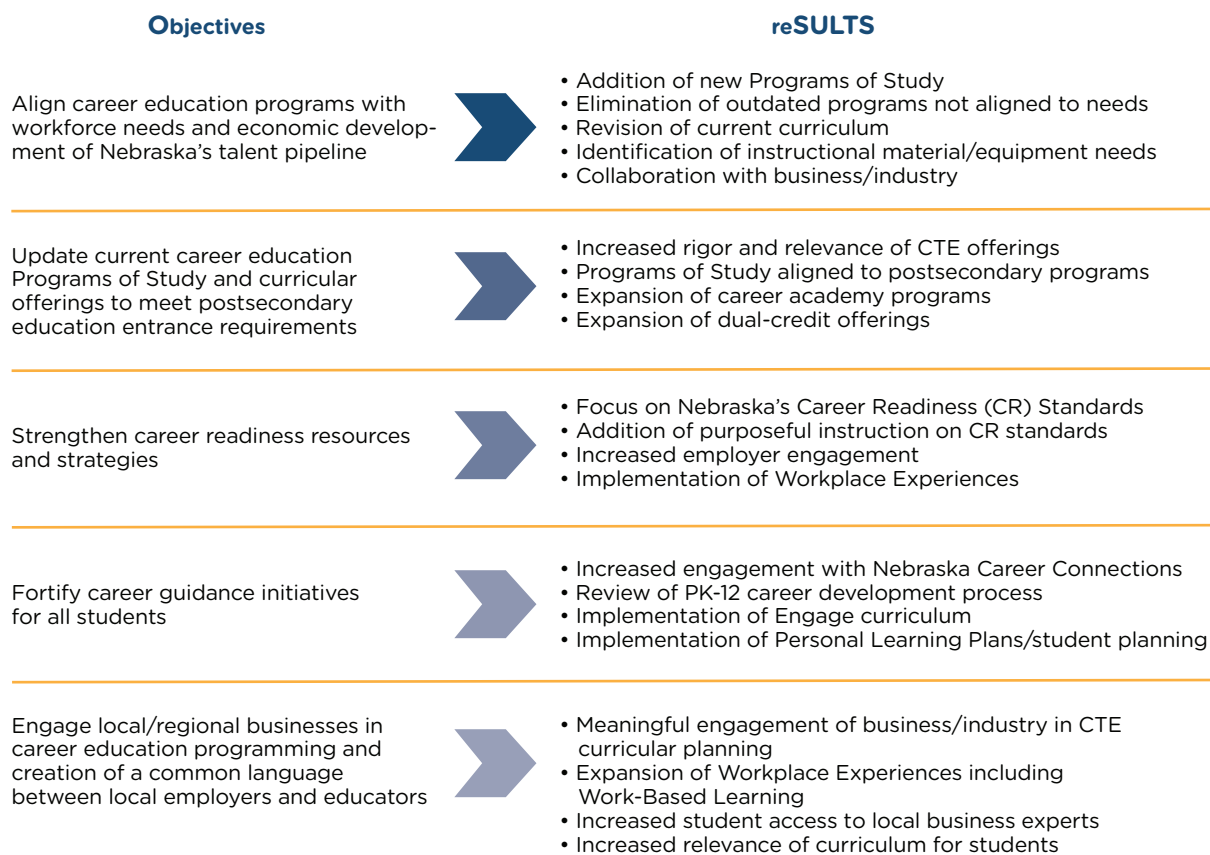 Objectives
reSULTS
Align career education programs with
workforce needs and economic develop-
ment of Nebraska's talent pipeline
• Addition of new Programs of Study
• Elimination of outdated programs not aligned to needs
• Revision of current curriculum
• Identification of instructional material/equipment needs
• Collaboration with business/industry
Update current career education
Programs of Study and curricular
offerings to meet postsecondary
education entrance requirements
• Increased rigor and relevance of CTE offerings
• Programs of Study aligned to postsecondary programs
• Expansion of career academy programs
• Expansion of dual-credit offerings
Strengthen career readiness resources
and strategies
• Focus on Nebraska's Career Readiness (CR) Standards
• Addition of purposeful instruction on CR standards
• Increased employer engagement
• Implementation of Workplace Experiences
Fortify career guidance initiatives
for all students
• Increased engagement with Nebraska Career Connections
• Review of PK-12 career development process
• Implementation of Engage curriculum
• Implementation of Personal Learning Plans/student planning
Engage local/regional businesses in
career education programming and
creation of a common language
between local employers and educators
• Meaningful engagement of business/industry in CTE
curricular planning
• Expansion of Workplace Experiences including
Work-Based Learning
• Increased student access to local business experts
• Increased relevance of curriculum for students